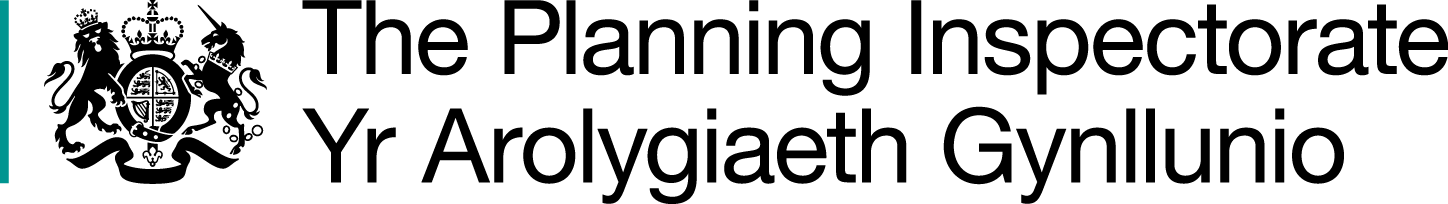 The Planning Inspectorate
Yr Arolygiaeth Gynllunio